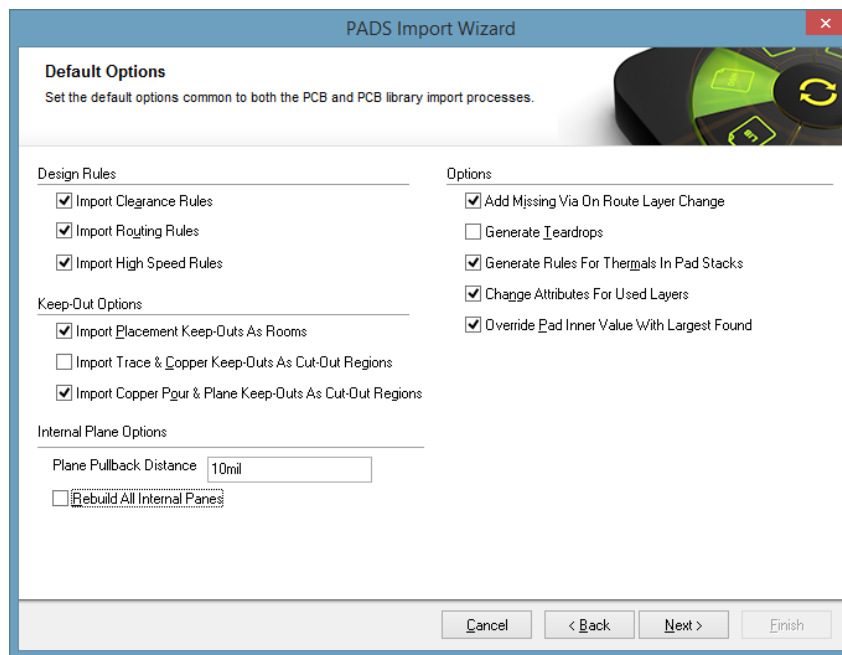 PADS Import Wizard
Default Options
Set the default options common to both the PCB and PCB library import processes.
Design Rules
Import Clearance Rules
Import Routing Rules
Import High Speed Rules
Keep-Out Options
Import Placement Keep-Outs As Rooms
Import Trace & Copper Keep-Outs As Cut-Out Regions
Import Copper Pour & Plane Keep-Outs As Cut-Out Regions
Internal Plane Options
Plane Pullback Distance 10mil
Rebuild All Internal Panes
Options
Add Missing Via On Route Layer Change
Generate Teardrops
Generate Rules For Thermals In Pad Stacks
Change Attributes For Used Layers
Override Pad Inner Value With Largest Found
Cancel < Back Next > Finish